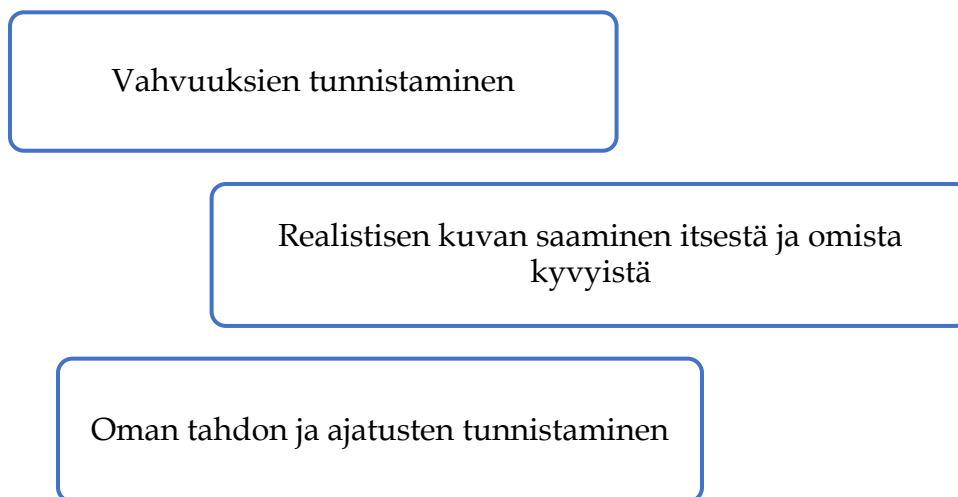 Vahvuuksien tunnistaminen
Realistisen kuvan saaminen itsestä ja omista
kyvyistä
Oman tahdon ja ajatusten tunnistaminen